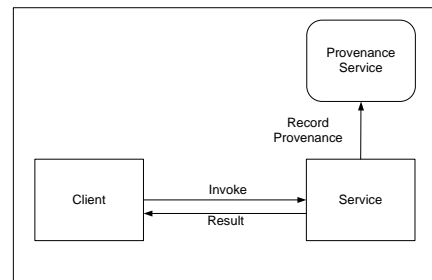 Provenance
Service
Record
Provenance
Client
Invoke
Result
Service